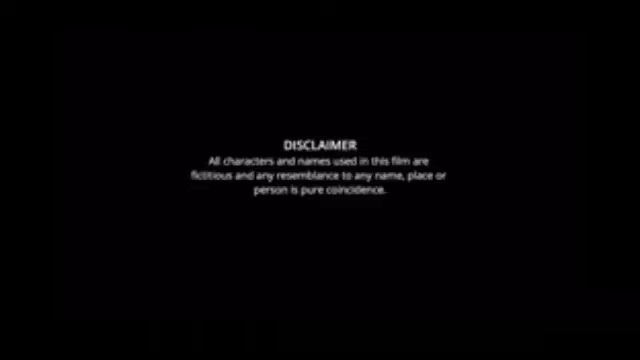 DISCLAIMER
All characters and names used in this film are
fictitious and any resemblance to any name, place or
person is pure coincidence.